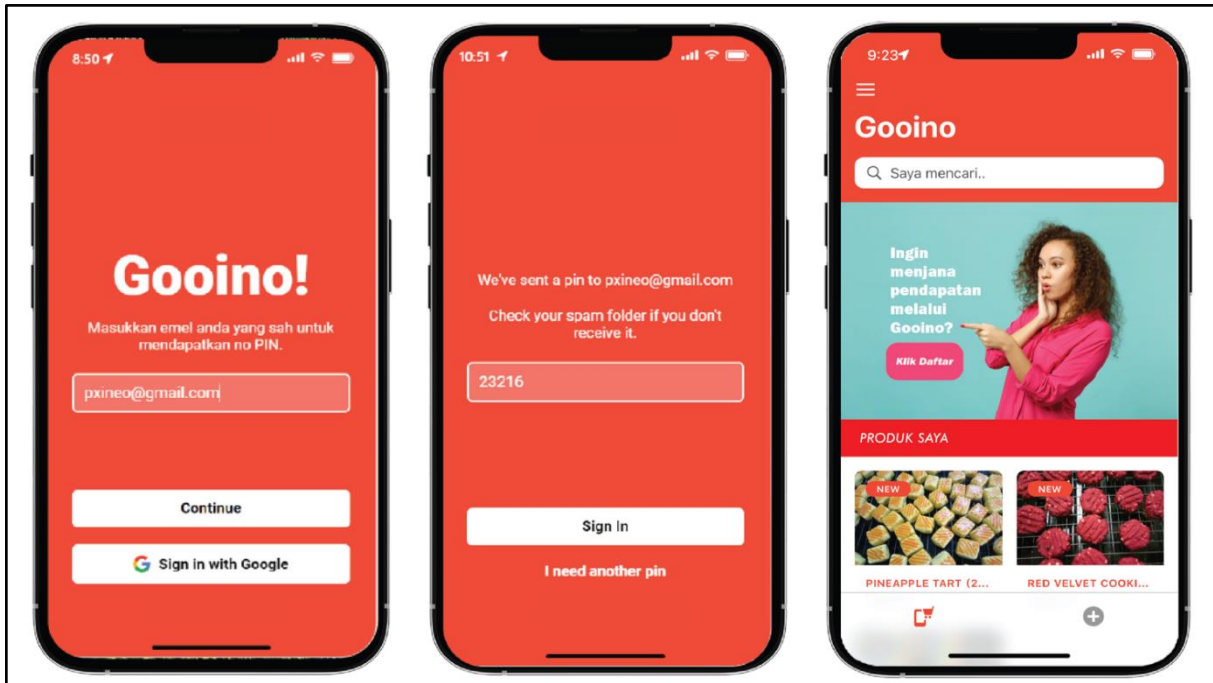 8:50
Gooino!
Masukkan emel anda yang sah untuk
mendapatkan no PIN.
pxineo@gmail.com
Continue
G Sign in with Google
10:51
We've sent a pin to pxineo@gmail.com
Check your spam folder if you don't
receive it.
23216
Sign In
I need another pin
9:23
Gooino
Saya mencari..
Ingin
menjana
pendapatan
melalui
Gooino?
Klik Daftar
PRODUK SAYA
NEW
NEW
PINEAPPLE TART (2...
RED VELVET COOKI...